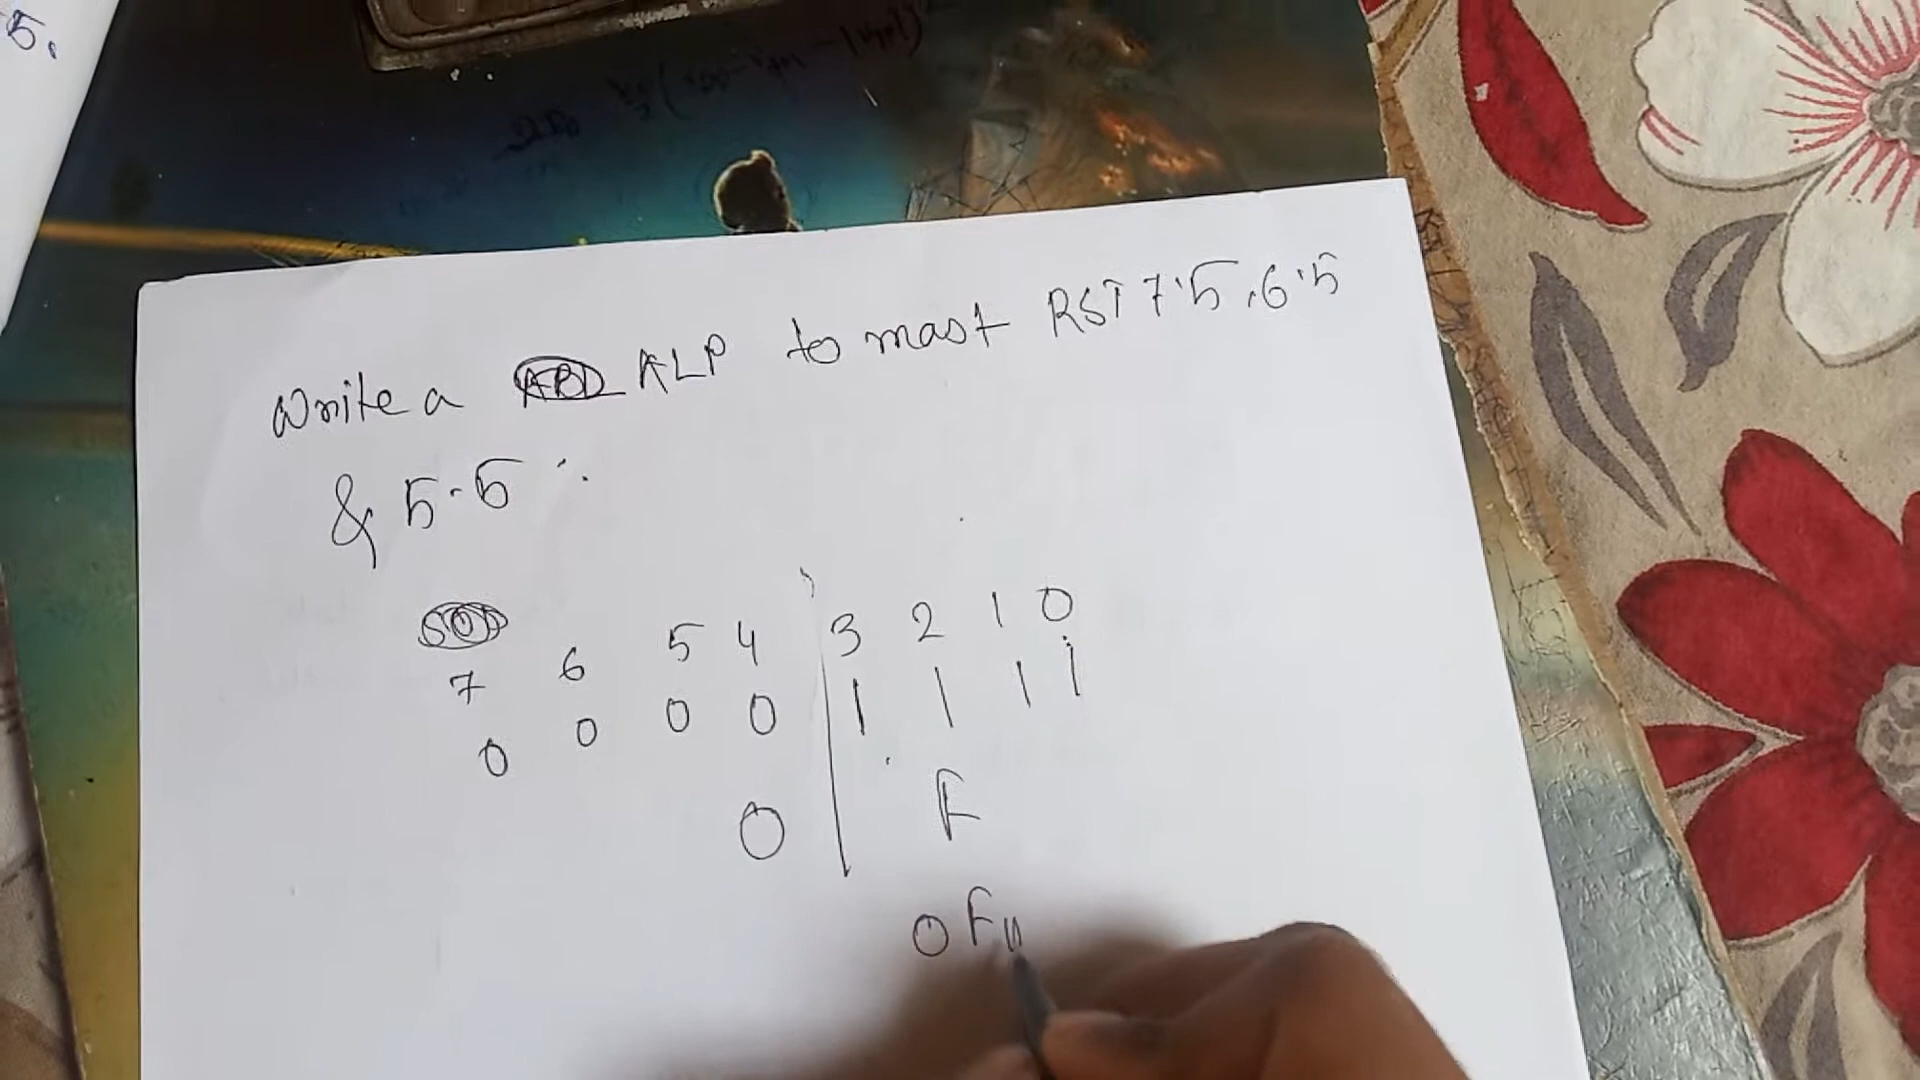 5.
Write a ALP to mast RST 7.5, 6.5
& 5.5 :
7 6 5 4 3 2 1 0
0 0 0 0 1 1 1 1
0 F
0FH